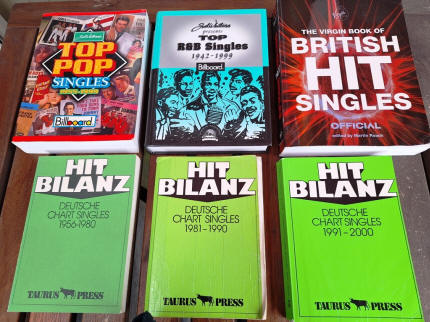 Joel Whitburn's
TOP
POP
SINGLES
Billboard
Joel Whitburn
presents
TOP
R&B SINGLES
1942-1999
Billboard
THE VIRGIN BOOK OF
BRITISH
HIT
SINGLES
OFFICIAL
HIT
BILANZ
DEUTSCHE
CHART SINGLES
1956-1980
TAURUS PRESS
HIT
BILANZ
DEUTSCHE
CHART SINGLES
1981-1990
TAURUS PRESS
HIT
BILANZ
DEUTSCHE
CHART SINGLES
1991-2000
TAURUS PRESS